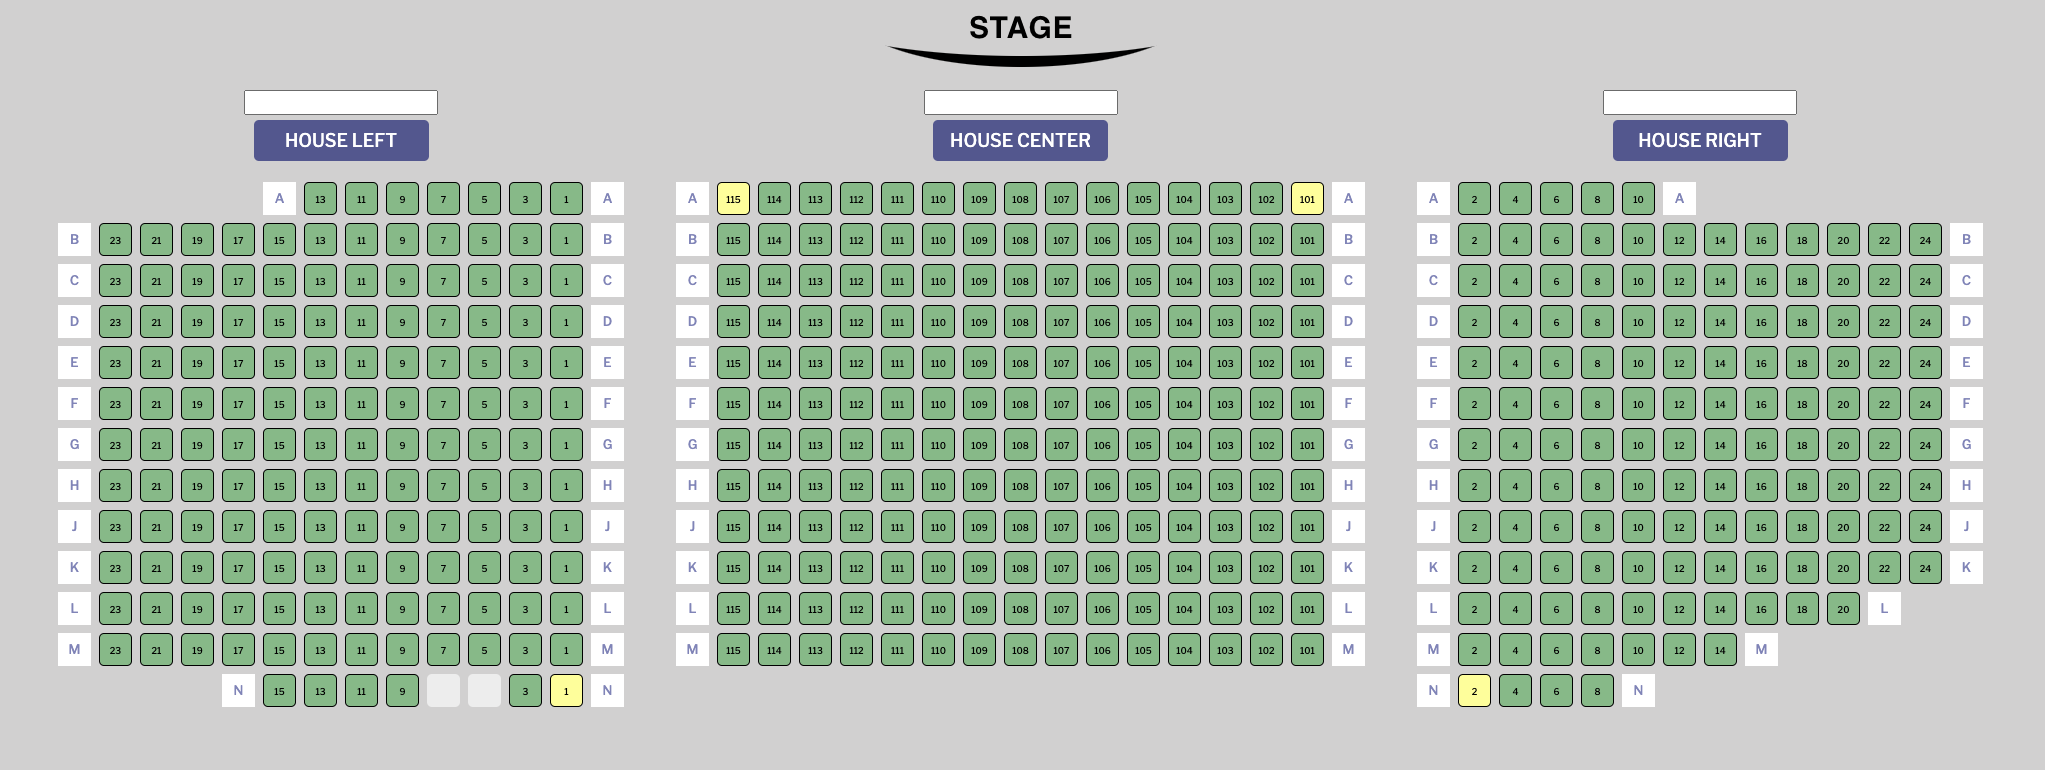 STAGE
HOUSE LEFT HOUSE CENTER HOUSE RIGHT
A 13 11 9 7 5 3 1 A A 115 114 113 112 111 110 109 108 107 106 105 104 103 102 101 A A 2 4 6 8 10 A
B 23 21 19 17 15 13 11 9 7 5 3 1 B B 115 114 113 112 111 110 109 108 107 106 105 104 103 102 101 B B 2 4 6 8 10 12 14 16 18 20 22 24 B
C 23 21 19 17 15 13 11 9 7 5 3 1 C C 115 114 113 112 111 110 109 108 107 106 105 104 103 102 101 C C 2 4 6 8 10 12 14 16 18 20 22 24 C
D 23 21 19 17 15 13 11 9 7 5 3 1 D D 115 114 113 112 111 110 109 108 107 106 105 104 103 102 101 D D 2 4 6 8 10 12 14 16 18 20 22 24 D
E 23 21 19 17 15 13 11 9 7 5 3 1 E E 115 114 113 112 111 110 109 108 107 106 105 104 103 102 101 E E 2 4 6 8 10 12 14 16 18 20 22 24 E
F 23 21 19 17 15 13 11 9 7 5 3 1 F F 115 114 113 112 111 110 109 108 107 106 105 104 103 102 101 F F 2 4 6 8 10 12 14 16 18 20 22 24 F
G 23 21 19 17 15 13 11 9 7 5 3 1 G G 115 114 113 112 111 110 109 108 107 106 105 104 103 102 101 G G 2 4 6 8 10 12 14 16 18 20 22 24 G
H 23 21 19 17 15 13 11 9 7 5 3 1 H H 115 114 113 112 111 110 109 108 107 106 105 104 103 102 101 H H 2 4 6 8 10 12 14 16 18 20 22 24 H
J 23 21 19 17 15 13 11 9 7 5 3 1 J J 115 114 113 112 111 110 109 108 107 106 105 104 103 102 101 J J 2 4 6 8 10 12 14 16 18 20 22 24 J
K 23 21 19 17 15 13 11 9 7 5 3 1 K K 115 114 113 112 111 110 109 108 107 106 105 104 103 102 101 K K 2 4 6 8 10 12 14 16 18 20 22 24 K
L 23 21 19 17 15 13 11 9 7 5 3 1 L L 115 114 113 112 111 110 109 108 107 106 105 104 103 102 101 L L 2 4 6 8 10 12 14 16 18 20 L
M 23 21 19 17 15 13 11 9 7 5 3 1 M M 115 114 113 112 111 110 109 108 107 106 105 104 103 102 101 M M 2 4 6 8 10 12 14 M
N 15 13 11 9 3 1 N N 2 4 6 8 N